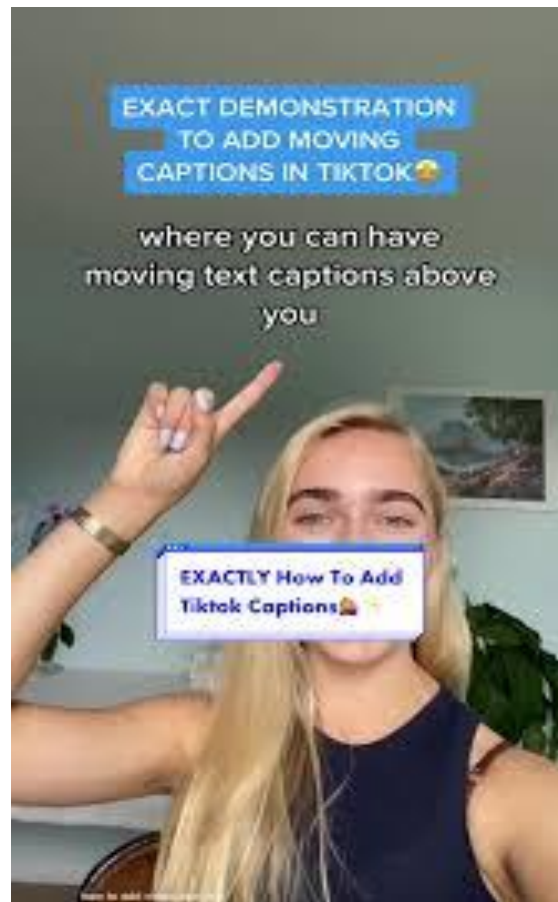 EXACT DEMONSTRATION
TO ADD MOVING
CAPTIONS IN TIKTOK🤩
where you can have
moving text captions above
you
EXACTLY How To Add
Tiktok Captions💁‍♀️✨